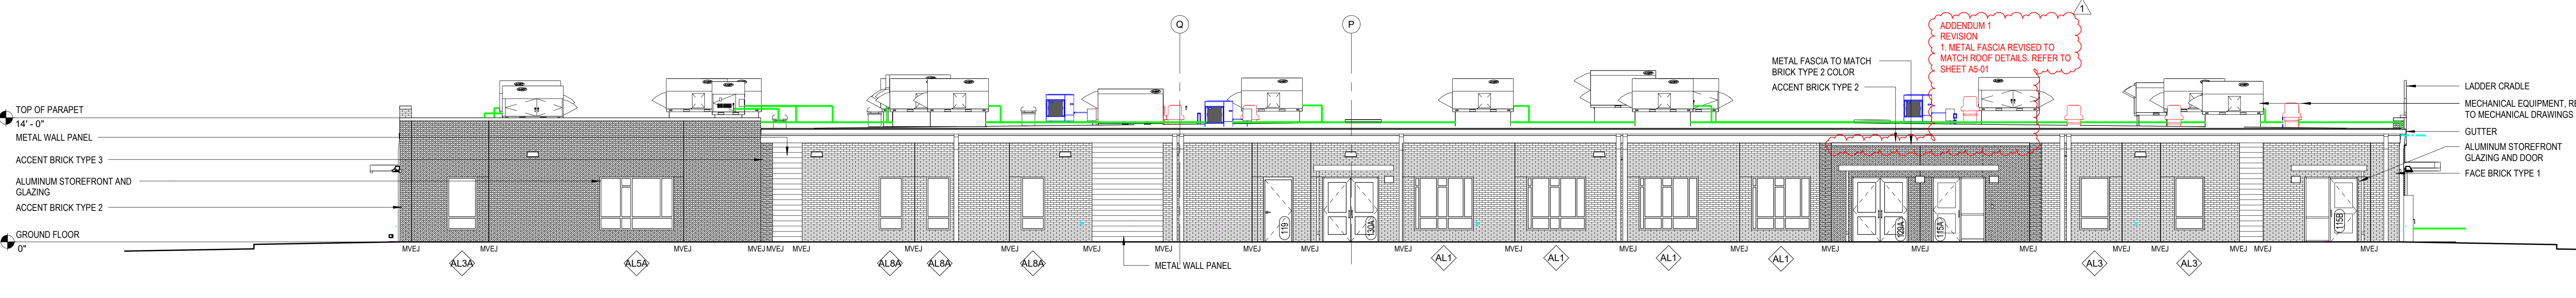 Q
P
1
ADDENDUM 1
REVISION
1. METAL FASCIA REVISED TO
MATCH ROOF DETAILS. REFER TO
SHEET A5-01
METAL FASCIA TO MATCH
BRICK TYPE 2 COLOR
ACCENT BRICK TYPE 2
LADDER CRADLE
MECHANICAL EQUIPMENT, RE
TO MECHANICAL DRAWINGS
GUTTER
ALUMINUM STOREFRONT
GLAZING AND DOOR
FACE BRICK TYPE 1
TOP OF PARAPET
14' - 0"
METAL WALL PANEL
ACCENT BRICK TYPE 3
ALUMINUM STOREFRONT AND
GLAZING
ACCENT BRICK TYPE 2
GROUND FLOOR
0"
119
130A
129A
115A
115B
MVEJ MVEJ MVEJ MVEJ MVEJ MVEJ MVEJ MVEJ MVEJ MVEJ MVEJ MVEJ MVEJ MVEJ MVEJ MVEJ MVEJ MVEJ MVEJ MVEJ MVEJ MVEJ MVEJ MVEJ
AL3A AL5A AL8A AL8A AL8A AL1 AL1 AL1 AL1 AL3 AL3
METAL WALL PANEL